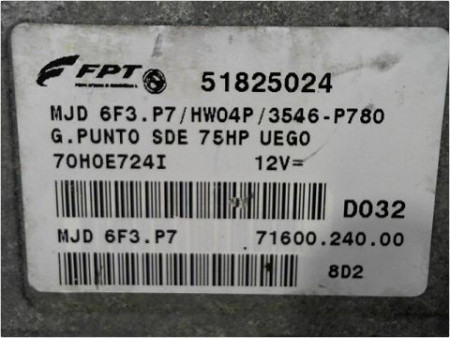 FPT 51825024
MJD 6F3.P7/HW04P/3546-P780
G.PUNTO SDE 75HP UEGO
70H0E724I 12V=
D032
MJD 6F3.P7 71600.240.00
8D2